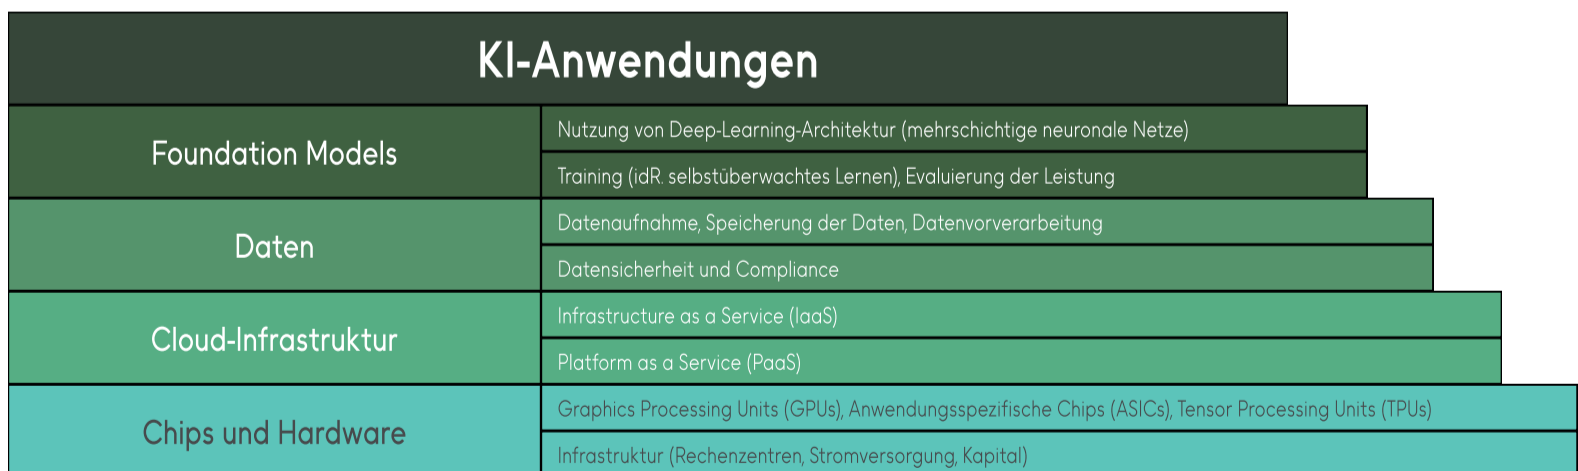 KI-Anwendungen
Foundation Models
Nutzung von Deep-Learning-Architektur (mehrschichtige neuronale Netze)
Training (idR. selbstüberwachtes Lernen), Evaluierung der Leistung
Daten
Datenaufnahme, Speicherung der Daten, Datenvorverarbeitung
Datensicherheit und Compliance
Cloud-Infrastruktur
Infrastructure as a Service (IaaS)
Platform as a Service (PaaS)
Chips und Hardware
Graphics Processing Units (GPUs), Anwendungsspezifische Chips (ASICs), Tensor Processing Units (TPUs)
Infrastruktur (Rechenzentren, Stromversorgung, Kapital)